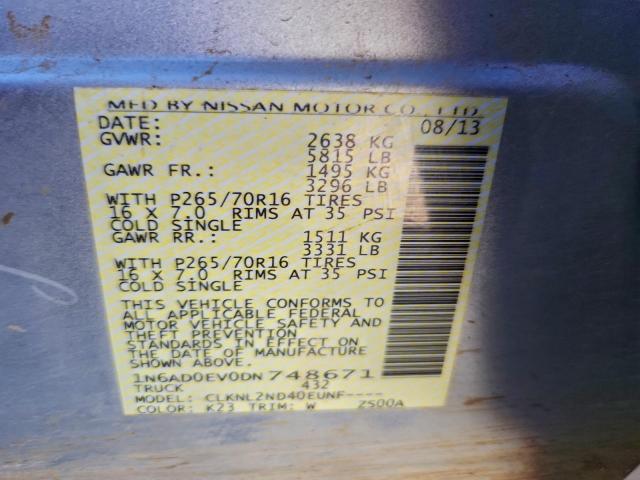 MFD BY NISSAN MOTOR CO., LTD.
DATE: 08/13
GVWR: 2638 KG
5815 LB
GAWR FR.: 1495 KG
3296 LB
WITH P265/70R16 TIRES
16 X 7.0 RIMS AT 35 PSI
COLD SINGLE
GAWR RR.: 1511 KG
3331 LB
WITH P265/70R16 TIRES
16 X 7.0 RIMS AT 35 PSI
COLD SINGLE
THIS VEHICLE CONFORMS TO
ALL APPLICABLE FEDERAL
MOTOR VEHICLE SAFETY AND
THEFT PREVENTION
STANDARDS IN EFFECT ON
THE DATE OF MANUFACTURE
SHOWN ABOVE.
1N6AD0EV0DN748671
TRUCK 432
MODEL: CLKNL2ND40EUNF----
COLOR: K23 TRIM: W ZS00A